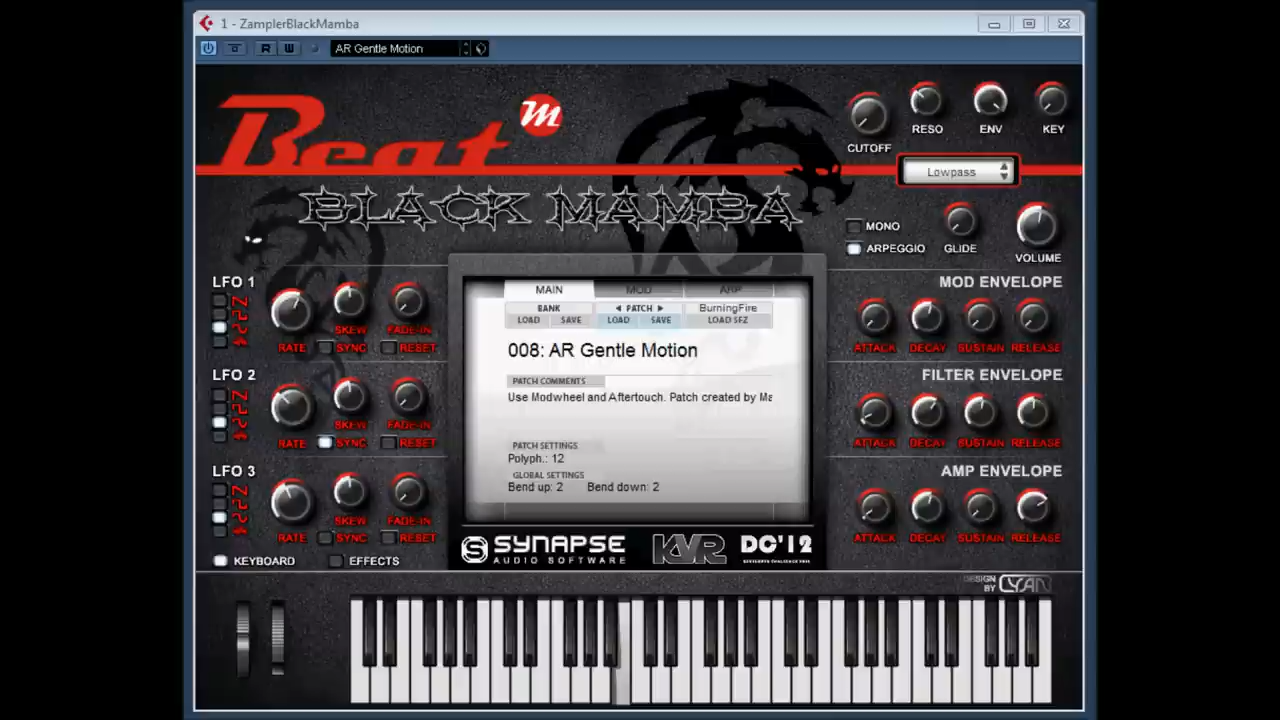 1 - ZamplerBlackMamba
R W AR Gentle Motion
Beat m
BLACK MAMBA
CUTOFF RESO ENV KEY
Lowpass
MONO
ARPEGGIO GLIDE VOLUME
LFO 1
RATE SKEW SYNC FADE-IN RESET
LFO 2
RATE SKEW SYNC FADE-IN RESET
LFO 3
RATE SKEW SYNC FADE-IN RESET
KEYBOARD EFFECTS
MAIN MOD ARP
BANK PATCH BurningFire
LOAD SAVE LOAD SAVE LOAD SFZ
008: AR Gentle Motion
PATCH COMMENTS
Use Modwheel and Aftertouch. Patch created by Ma
PATCH SETTINGS
Polyph.: 12
GLOBAL SETTINGS
Bend up: 2 Bend down: 2
SYNAPSE
AUDIO SOFTWARE
KVR
DC'12
DEVELOPER CHALLENGE 2012
MOD ENVELOPE
ATTACK DECAY SUSTAIN RELEASE
FILTER ENVELOPE
ATTACK DECAY SUSTAIN RELEASE
AMP ENVELOPE
ATTACK DECAY SUSTAIN RELEASE
DESIGN
BY CYAN